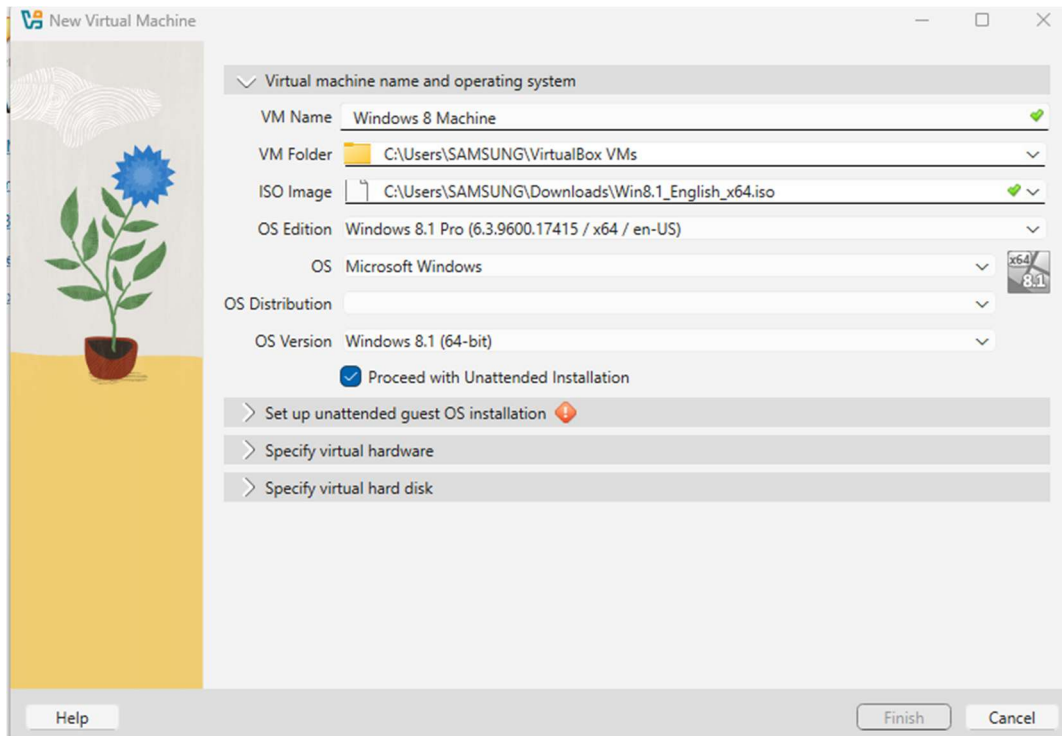 New Virtual Machine
Virtual machine name and operating system
VM Name Windows 8 Machine
VM Folder C:\Users\SAMSUNG\VirtualBox VMs
ISO Image C:\Users\SAMSUNG\Downloads\Win8.1_English_x64.iso
OS Edition Windows 8.1 Pro (6.3.9600.17415 / x64 / en-US)
OS Microsoft Windows
x64
8.1
OS Distribution
OS Version Windows 8.1 (64-bit)
Proceed with Unattended Installation
Set up unattended guest OS installation
Specify virtual hardware
Specify virtual hard disk
Help Finish Cancel